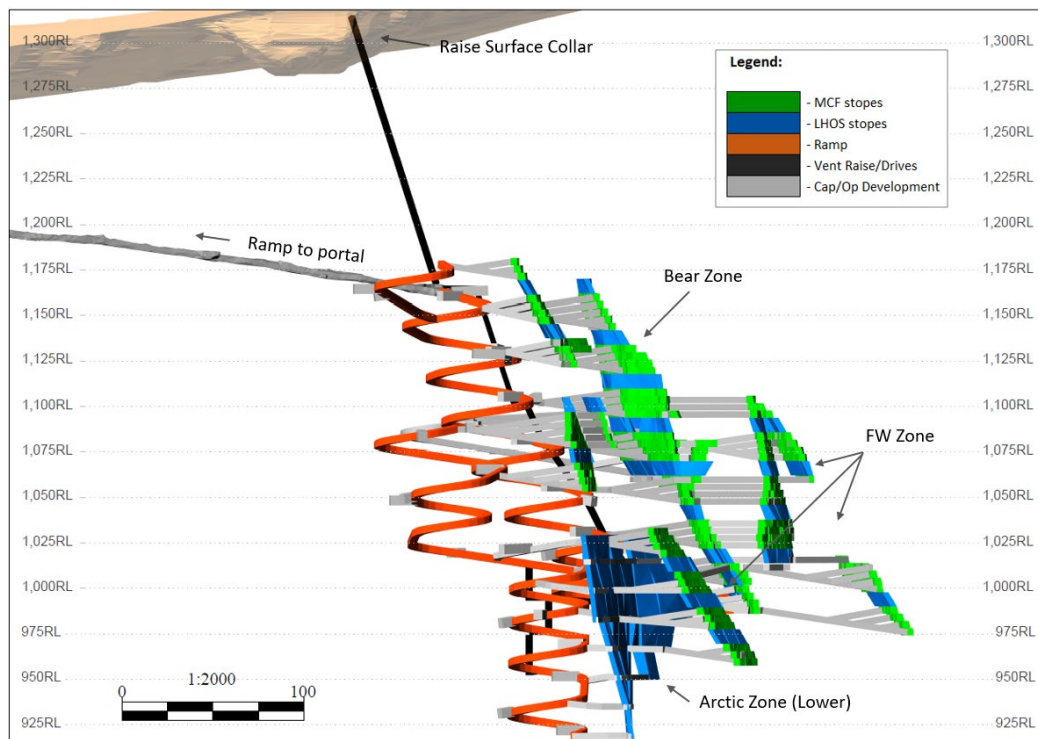 Raise Surface Collar
1,300RL 1,300RL
Legend:
1,275RL 1,275RL
- MCF stopes
- LHOS stopes
1,250RL 1,250RL
- Ramp
- Vent Raise/Drives
1,225RL 1,225RL
- Cap/Op Development
1,200RL 1,200RL
Ramp to portal
1,175RL 1,175RL
Bear Zone
1,150RL 1,150RL
1,125RL 1,125RL
1,100RL 1,100RL
FW Zone
1,075RL 1,075RL
1,050RL 1,050RL
1,025RL 1,025RL
1,000RL 1,000RL
975RL 975RL
950RL 950RL
0 1:2000 100
Arctic Zone (Lower)
925RL 925RL